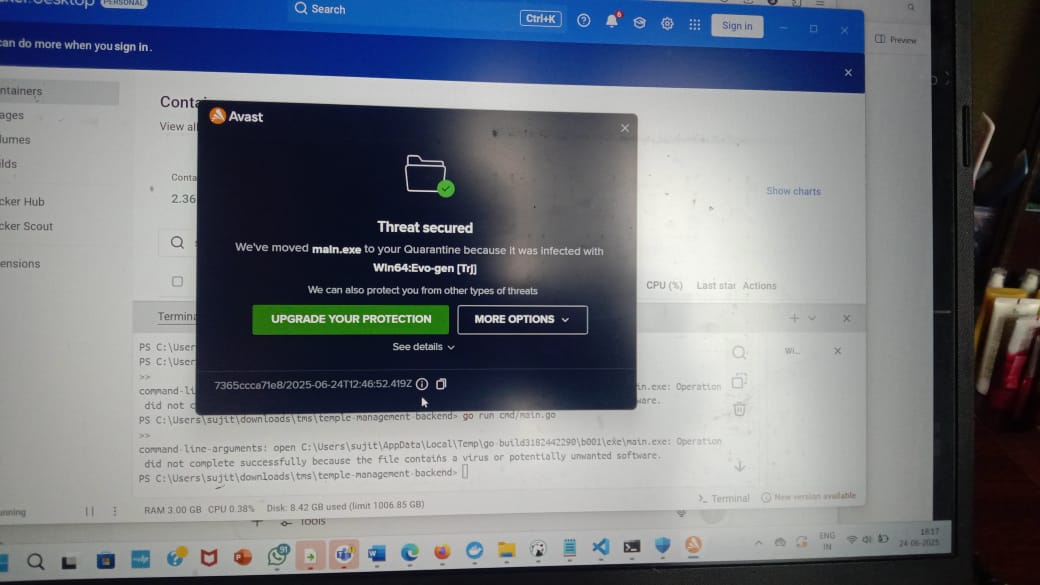 PERSONAL
Search
Ctrl+K
6
Sign in
can do more when you sign in.
Preview
ntainers
ages
lumes
ilds
cker Hub
cker Scout
ensions
Conta
View all
Conta
2.36
Show charts
CPU (%) Last star Actions
Avast
Threat secured
We've moved main.exe to your Quarantine because it was infected with
Win64:Evo-gen [Trj]
We can also protect you from other types of threats
UPGRADE YOUR PROTECTION
MORE OPTIONS
See details
7365ccca71e8/2025-06-24T12:46:52.419Z
Termina
PS C:\User
PS C:\User
>>
command-li
in.exe: Operation
did not c
ware.
PS C:\Users\sujit\downloads\tms\temple-management-backend> go run cmd/main.go
>>
command-line-arguments: open C:\Users\sujit\AppData\Local\Temp\go-build3182442290\b001\exe\main.exe: Operation
did not complete successfully because the file contains a virus or potentially unwanted software.
PS C:\Users\sujit\downloads\tms\temple-management-backend>
Wi...
unning
RAM 3.00 GB CPU 0.38% Disk: 8.42 GB used (limit 1006.85 GB)
>_ Terminal
New version available
Tools
91
ENG
IN
18:17
24-06-2025